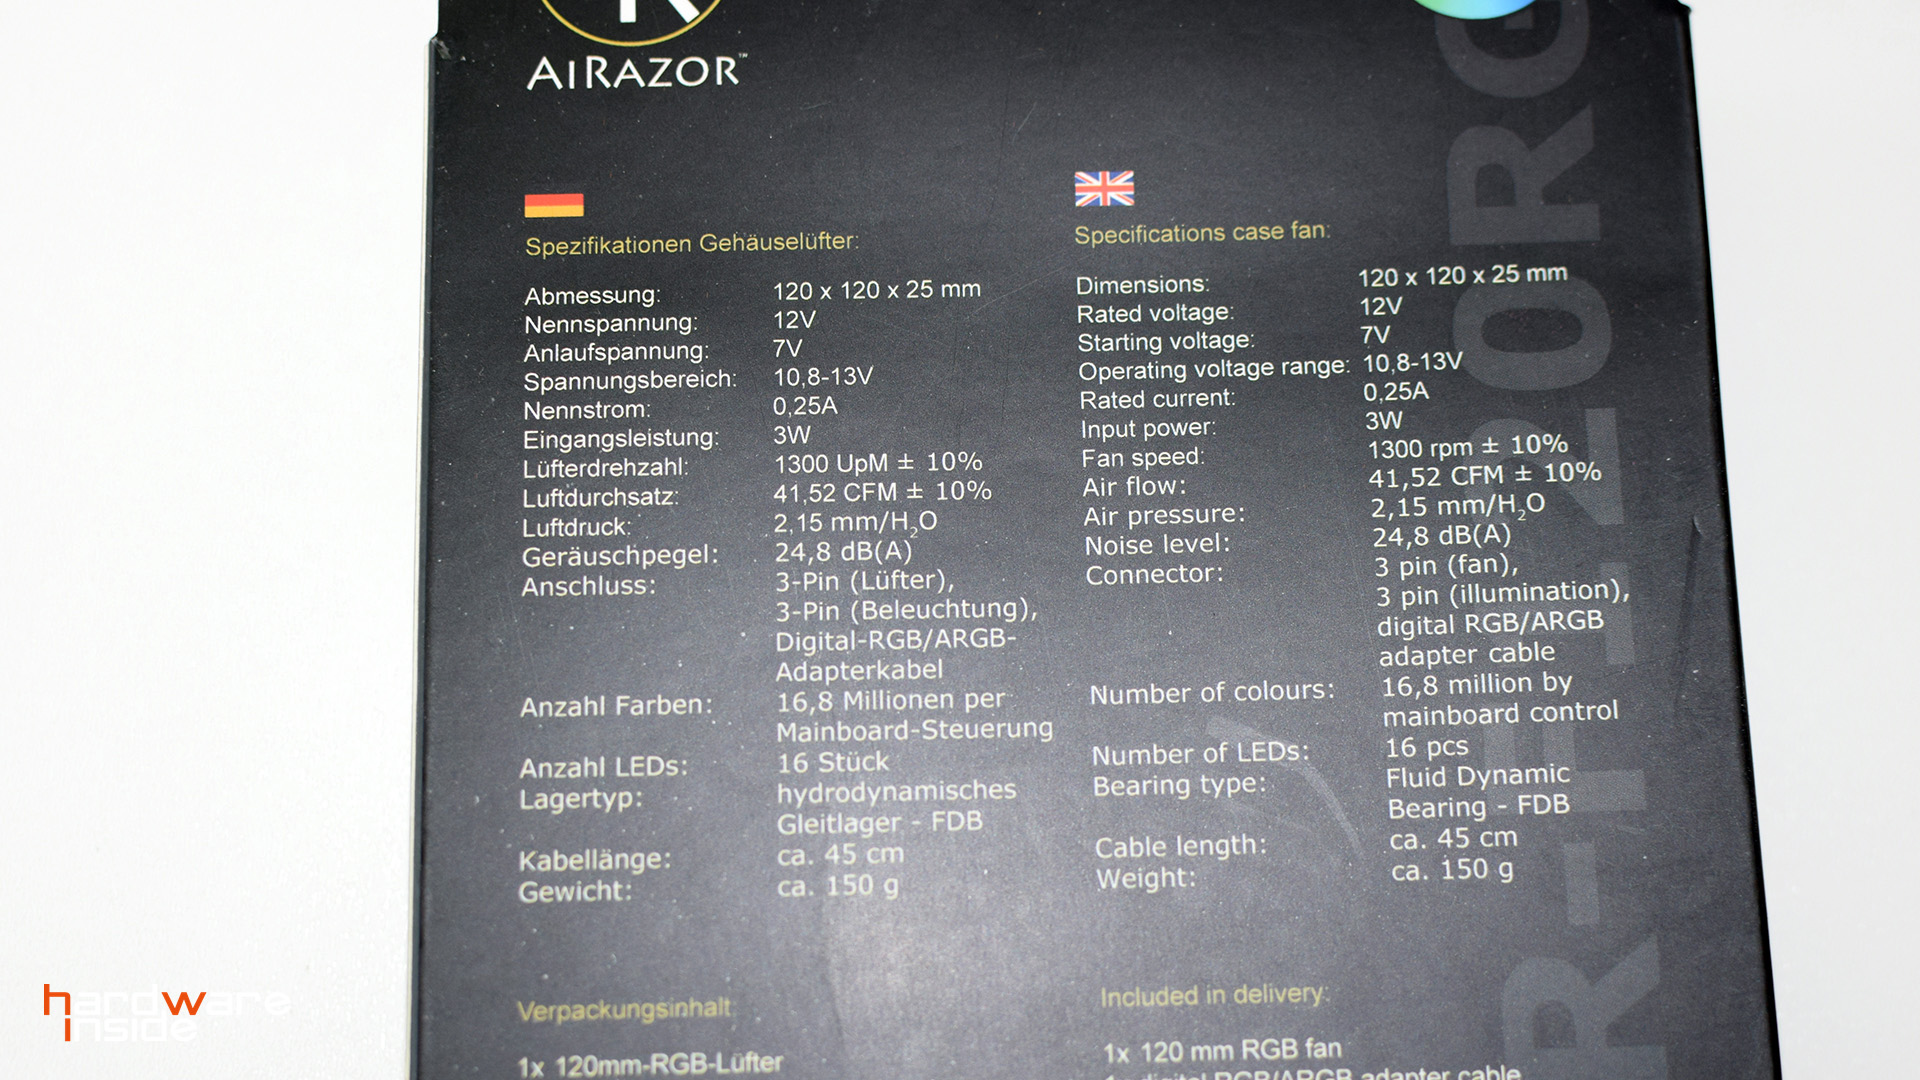 AIRAZOR™
Spezifikationen Gehäuselüfter:
Abmessung: 120 x 120 x 25 mm
Nennspannung: 12V
Anlaufspannung: 7V
Spannungsbereich: 10,8-13V
Nennstrom: 0,25A
Eingangsleistung: 3W
Lüfterdrehzahl: 1300 UpM ± 10%
Luftdurchsatz: 41,52 CFM ± 10%
Luftdruck: 2,15 mm/H₂O
Geräuschpegel: 24,8 dB(A)
Anschluss: 3-Pin (Lüfter),
3-Pin (Beleuchtung),
Digital-RGB/ARGB-
Adapterkabel
Anzahl Farben: 16,8 Millionen per
Mainboard-Steuerung
Anzahl LEDs: 16 Stück
Lagertyp: hydrodynamisches
Gleitlager - FDB
Kabellänge: ca. 45 cm
Gewicht: ca. 150 g
Verpackungsinhalt:
1x 120mm-RGB-Lüfter
Specifications case fan:
Dimensions: 120 x 120 x 25 mm
Rated voltage: 12V
Starting voltage: 7V
Operating voltage range: 10,8-13V
Rated current: 0,25A
Input power: 3W
Fan speed: 1300 rpm ± 10%
Air flow: 41,52 CFM ± 10%
Air pressure: 2,15 mm/H₂O
Noise level: 24,8 dB(A)
Connector: 3 pin (fan),
3 pin (illumination),
digital RGB/ARGB
adapter cable
Number of colours: 16,8 million by
mainboard control
Number of LEDs: 16 pcs
Bearing type: Fluid Dynamic
Bearing - FDB
Cable length: ca. 45 cm
Weight: ca. 150 g
Included in delivery:
1x 120 mm RGB fan
digital RGB/ARGB adapter cable
hardware
inside